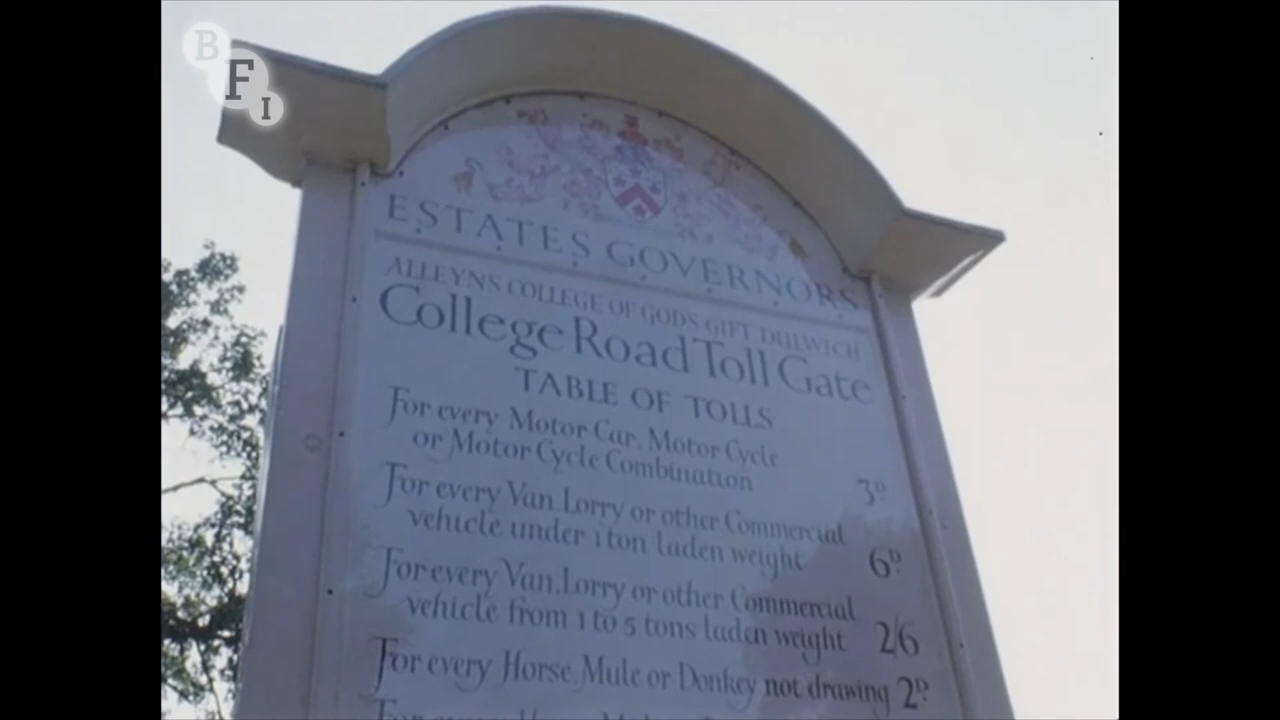 BFI
ESTATES GOVERNORS
ALLEYNS COLLEGE OF GODS GIFT DULWICH
College Road Toll Gate
TABLE OF TOLLS
For every Motor Car, Motor Cycle
or Motor Cycle Combination 3D
For every Van, Lorry or other Commercial
vehicle under 1 ton laden weight 6D
For every Van, Lorry or other Commercial
vehicle from 1 to 5 tons laden weight 2/6
For every Horse, Mule or Donkey not drawing 2D